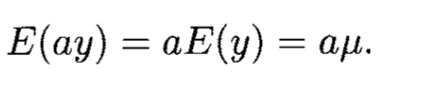 E(ay) = aE(y) = aμ.